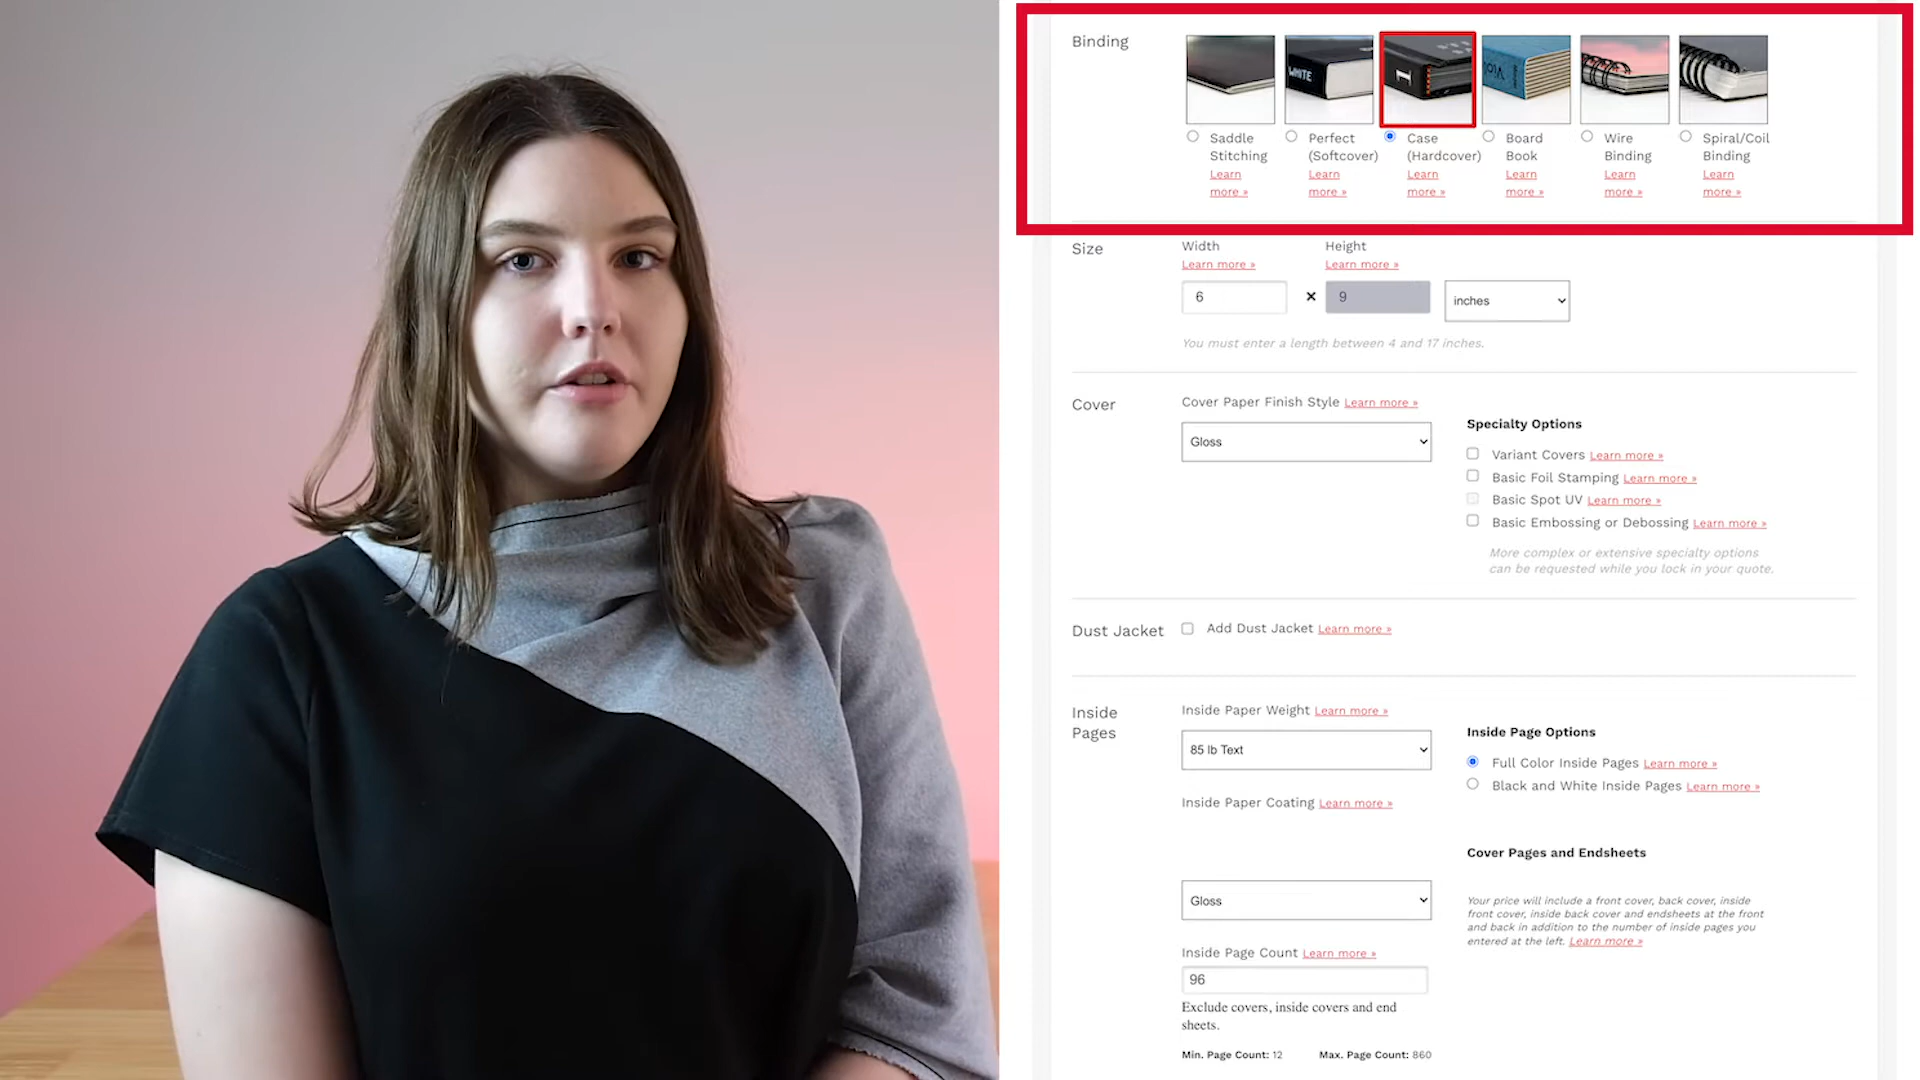 Binding
WHITE
Saddle Stitching
Learn more »
Perfect (Softcover)
Learn more »
Case (Hardcover)
Learn more »
Board Book
Learn more »
Wire Binding
Learn more »
Spiral/Coil Binding
Learn more »
Size
Width
Learn more »
Height
Learn more »
6
×
9
inches
You must enter a length between 4 and 17 inches.
Cover
Cover Paper Finish Style Learn more »
Gloss
Specialty Options
Variant Covers Learn more »
Basic Foil Stamping Learn more »
Basic Spot UV Learn more »
Basic Embossing or Debossing Learn more »
More complex or extensive specialty options
can be requested while you lock in your quote.
Dust Jacket
Add Dust Jacket Learn more »
Inside
Pages
Inside Paper Weight Learn more »
85 lb Text
Inside Paper Coating Learn more »
Gloss
Inside Page Count Learn more »
96
Exclude covers, inside covers and end
sheets.
Min. Page Count: 12 Max. Page Count: 860
Inside Page Options
Full Color Inside Pages Learn more »
Black and White Inside Pages Learn more »
Cover Pages and Endsheets
Your price will include a front cover, back cover, inside
front cover, inside back cover and endsheets at the front
and back in addition to the number of inside pages you
entered at the left. Learn more »